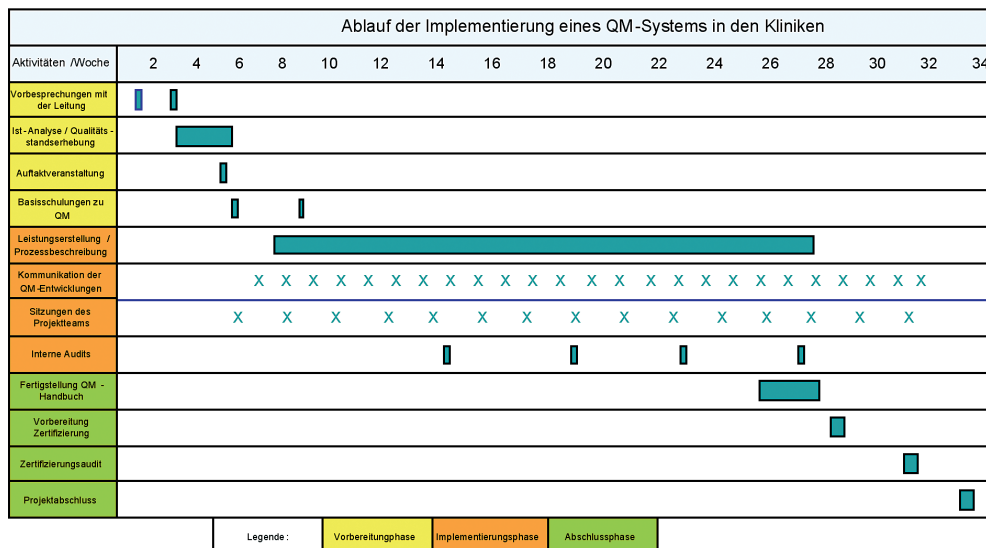 Ablauf der Implementierung eines QM-Systems in den Kliniken
Aktivitäten /Woche 2 4 6 8 10 12 14 16 18 20 22 24 26 28 30 32 34
Vorbesprechungen mit
der Leitung
Ist-Analyse / Qualitäts-
standserhebung
Auftaktveranstaltung
Basisschulungen zu
QM
Leistungserstellung /
Prozessbeschreibung
Kommunikation der
QM-Entwicklungen
X X X X X X X X X X X X X X X X X X X X X X X X X
Sitzungen des
Projektteams
X X X X X X X X X X X X X X X
Interne Audits
Fertigstellung QM -
Handbuch
Vorbereitung
Zertifizierung
Zertifizierungsaudit
Projektabschluss
Legende: Vorbereitungphase Implementierungsphase Abschlussphase